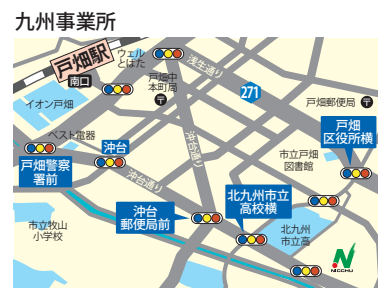 九州事業所
戸畑駅
南口
ウェル
とばた
浅生通り
戸畑中
本町局
271
イオン戸畑
戸畑郵便局
ベスト電器
沖台
沖台通り
戸畑
区役所横
戸畑警察
署前
沖台通り
市立戸畑
図書館
北九州市立
高校横
沖台
郵便局前
市立牧山
小学校
北九州
市立高
NICCHU